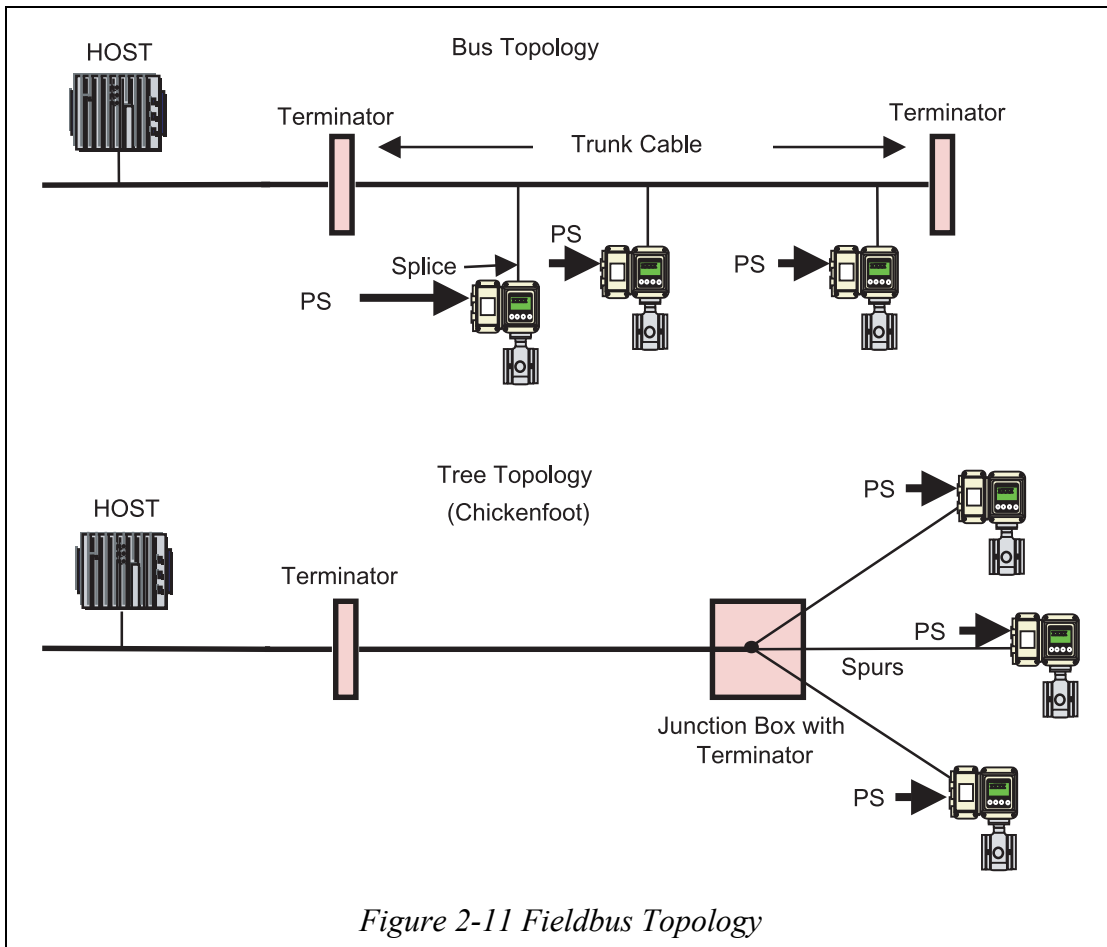 HOST
Bus Topology
Terminator
Terminator
Trunk Cable
PS
Splice
PS
PS
Tree Topology
(Chickenfoot)
HOST
PS
Terminator
PS
Spurs
Junction Box with
Terminator
PS
Figure 2-11 Fieldbus Topology